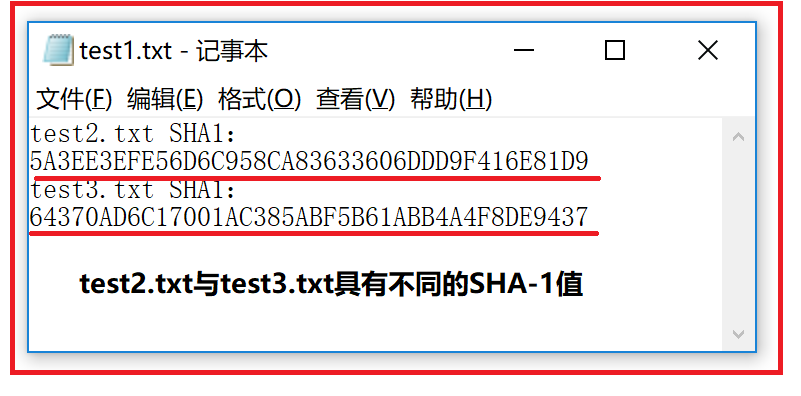 test1.txt - 记事本
文件(F) 编辑(E) 格式(O) 查看(V) 帮助(H)
test2.txt SHA1:
5A3EE3EFE56D6C958CA83633606DDD9F416E81D9
test3.txt SHA1:
64370AD6C17001AC385ABF5B61ABB4A4F8DE9437
test2.txt与test3.txt具有不同的SHA-1值